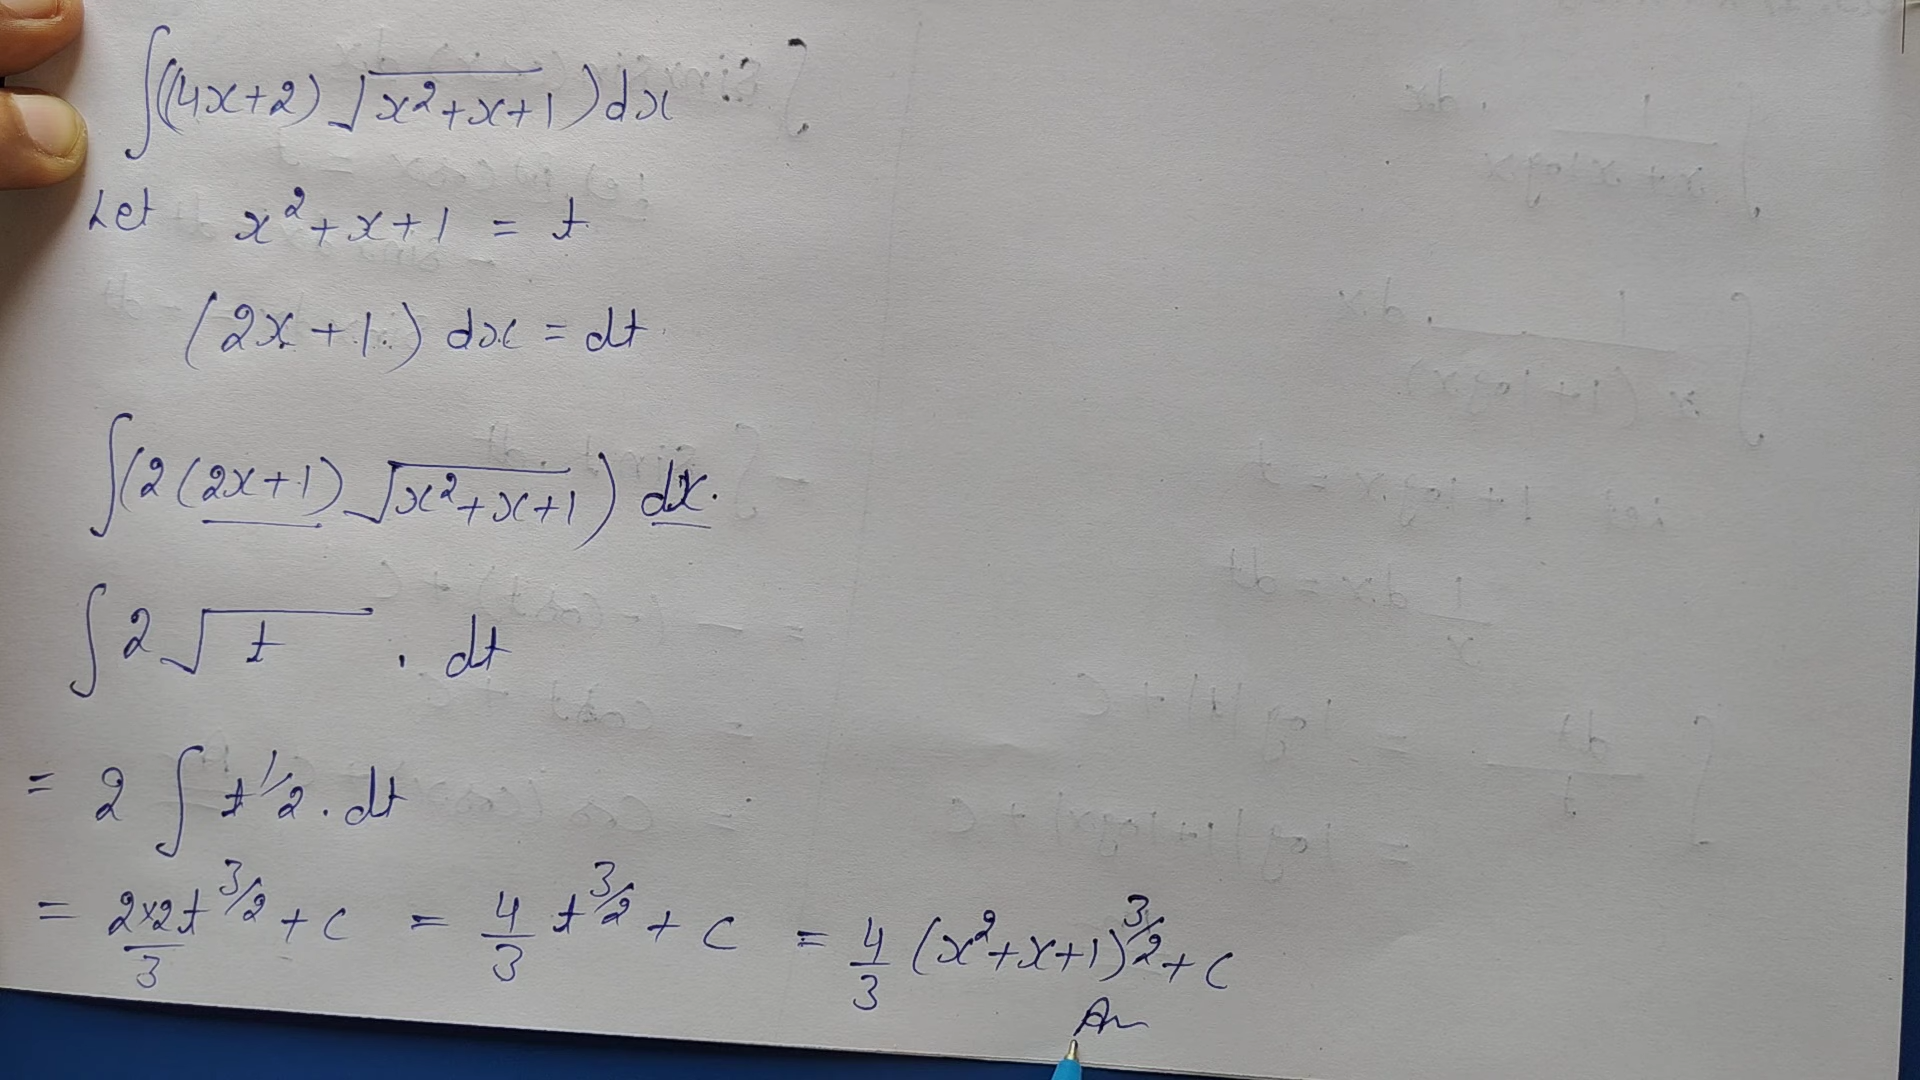 ∫((4x+2) √(x²+x+1)) dx
Let x²+x+1 = t
(2x+1) dx = dt
∫(2(2x+1) √(x²+x+1)) dx.
∫2√t . dt
= 2 ∫ t^1/2 . dt
= 2×2t^3/2 / 3 + C = 4/3 t^3/2 + C = 4/3 (x²+x+1)^3/2 + C
An